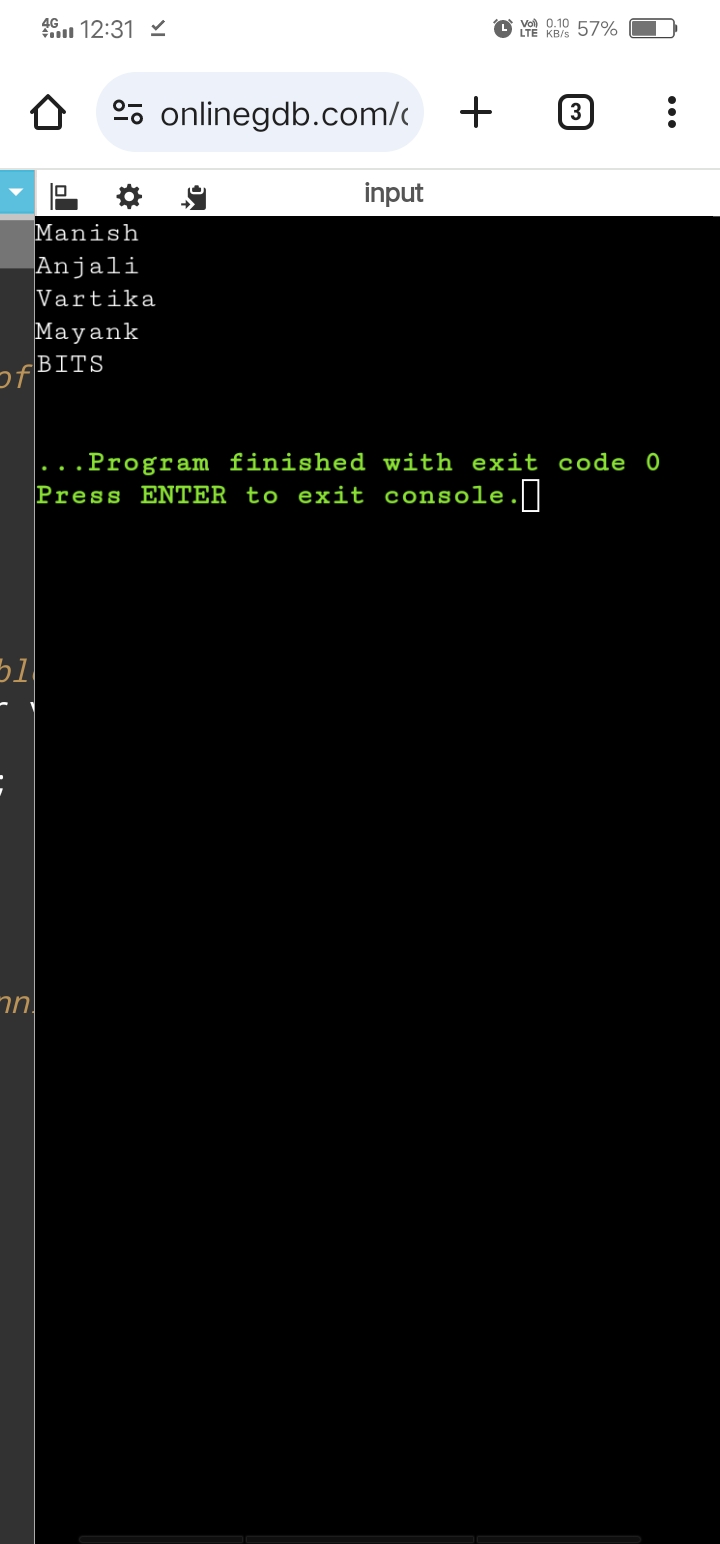 4G 12:31 Vo) LTE 0.10 KB/s 57%
onlinegdb.com/
3
input
Manish
Anjali
Vartika
Mayank
BITS
of
...Program finished with exit code 0
Press ENTER to exit console.